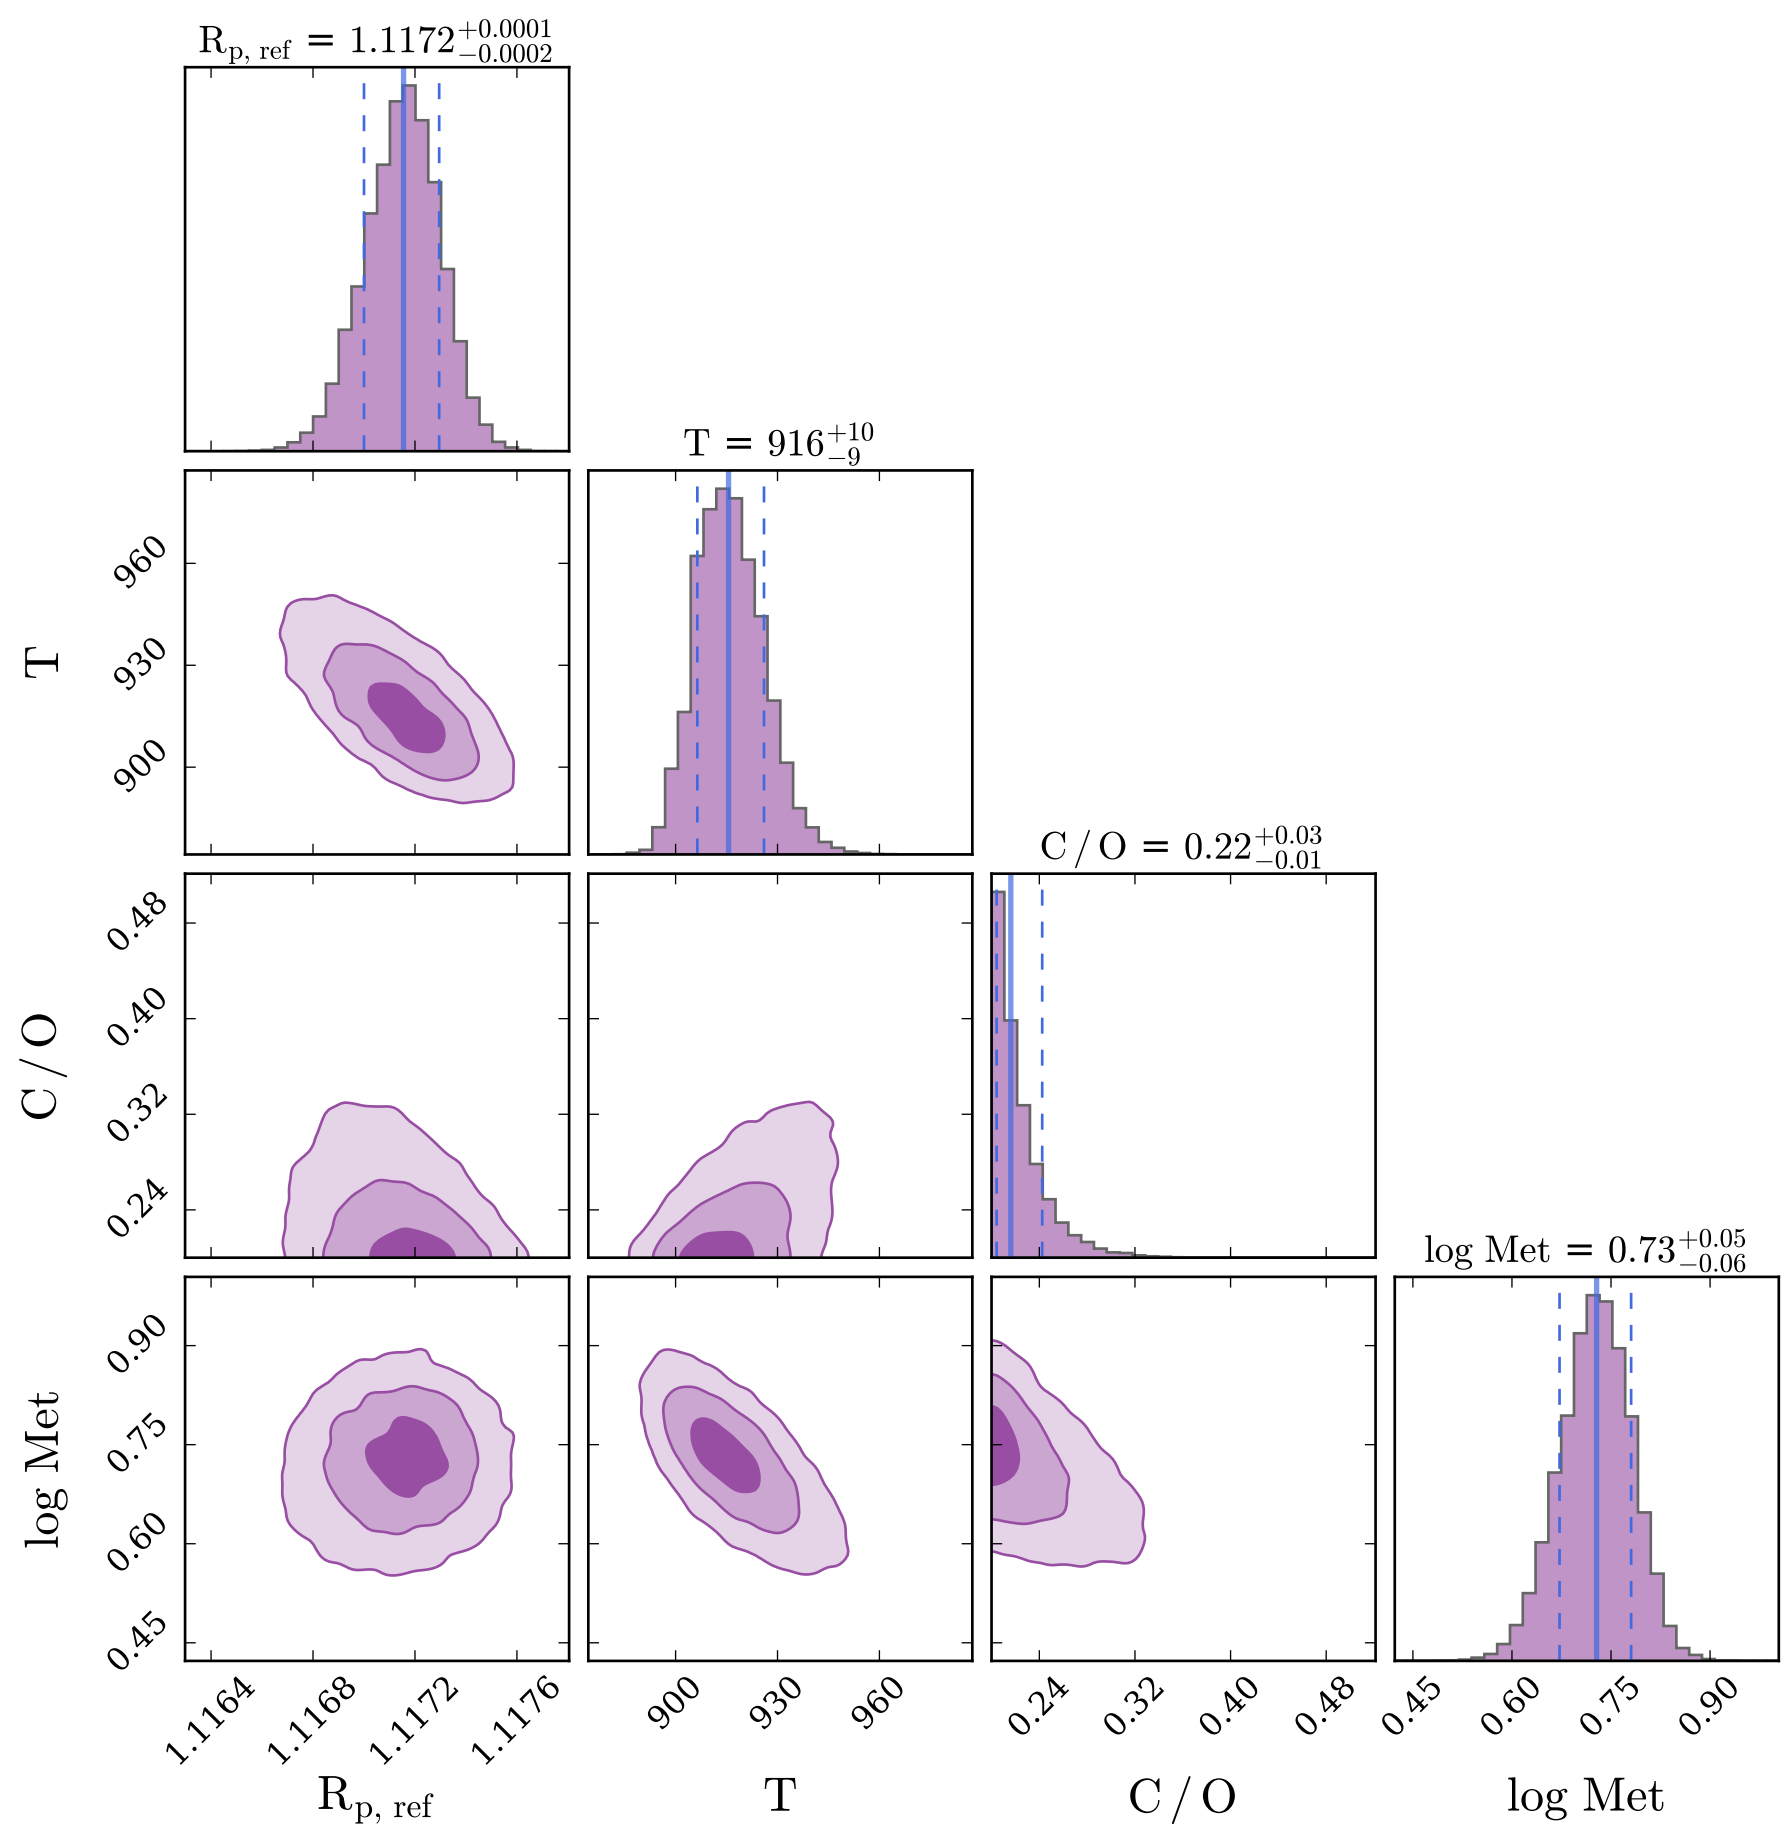 R_p, ref = 1.1172 +0.0001 −0.0002
T = 916 +10 −9
960
930
900
T
C / O = 0.22 +0.03 −0.01
0.48
0.40
0.32
0.24
C / O
log Met = 0.73 +0.05 −0.06
0.90
0.75
0.60
0.45
log Met
1.1164 1.1168 1.1172 1.1176 900 930 960 0.24 0.32 0.40 0.48 0.45 0.60 0.75 0.90
R_p, ref T C / O log Met